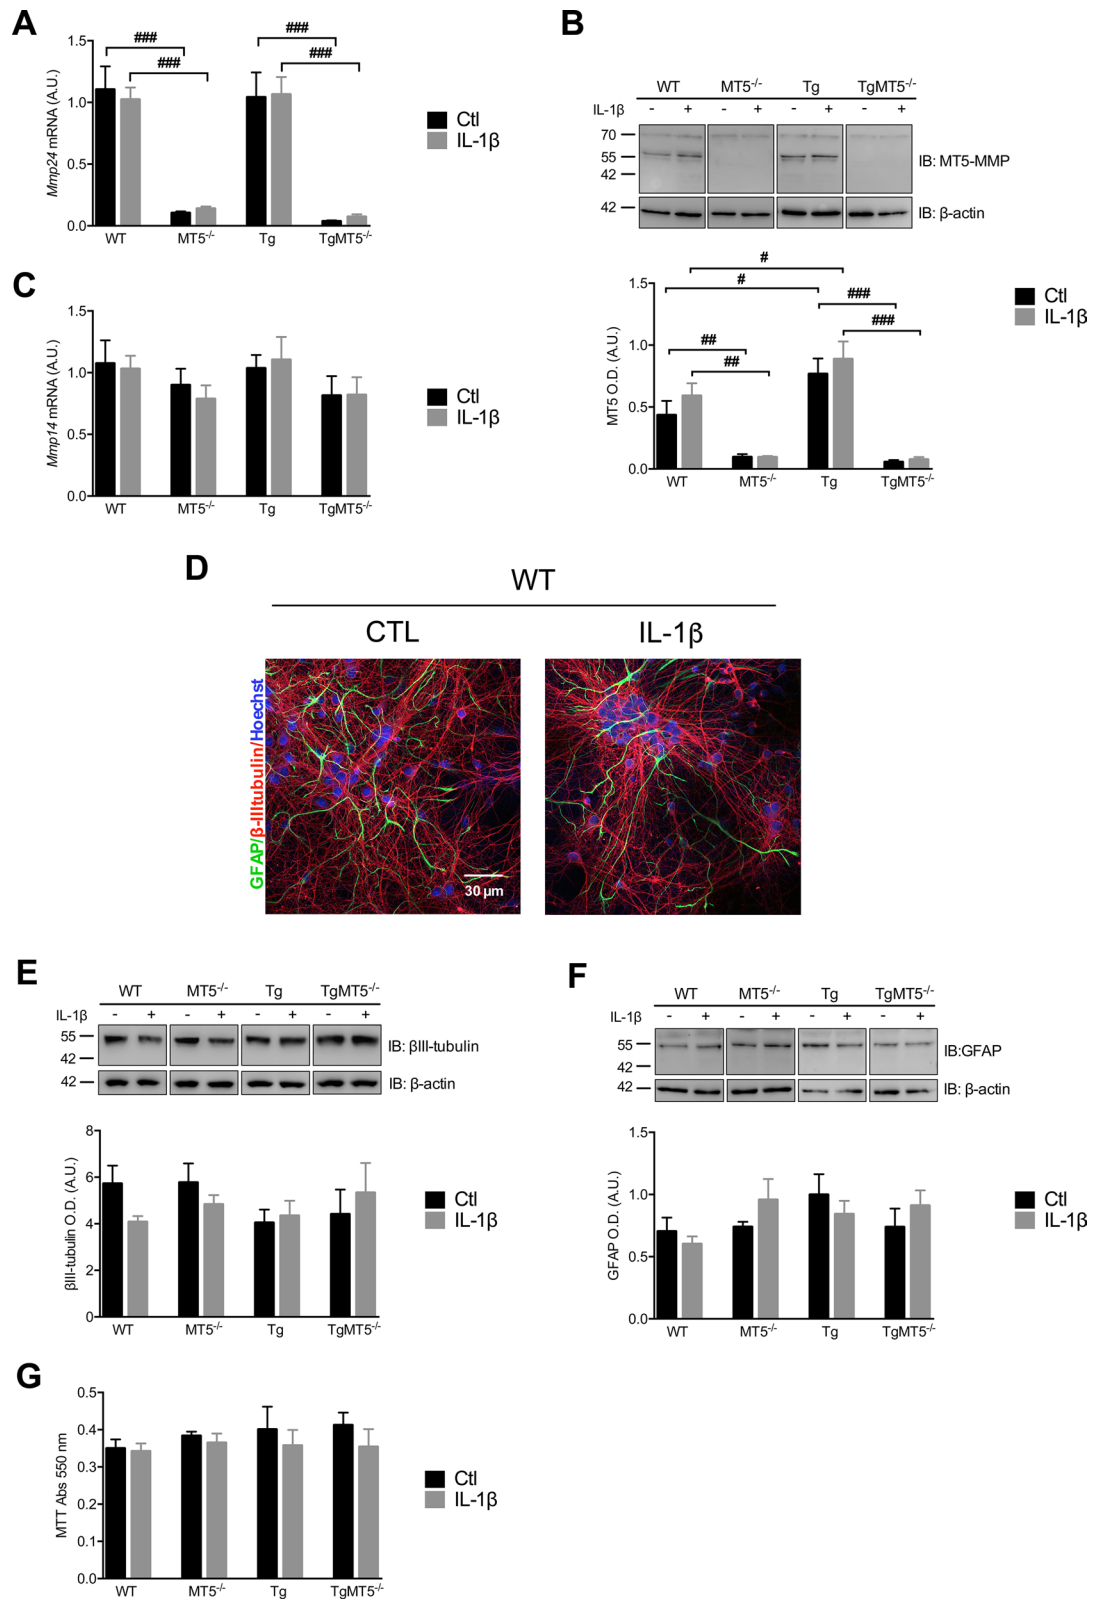 A
1.5
###
###
###
###
1.0
0.5
0.0
Mmp24 mRNA (A.U.)
WT MT5-/- Tg TgMT5-/-
Ctl
IL-1β
B
WT MT5-/- Tg TgMT5-/-
IL-1β - + - + - + - +
70
55
42
IB: MT5-MMP
42
IB: β-actin
#
#
###
###
##
##
1.5
1.0
0.5
0.0
MT5 O.D. (A.U.)
WT MT5-/- Tg TgMT5-/-
Ctl
IL-1β
C
1.5
1.0
0.5
0.0
Mmp14 mRNA (A.U.)
WT MT5-/- Tg TgMT5-/-
Ctl
IL-1β
D
WT
CTL IL-1β
GFAP/β-IIItubulin/Hoechst
30 µm
E
WT MT5-/- Tg TgMT5-/-
IL-1β - + - + - + - +
55
42
IB: βIII-tubulin
42
IB: β-actin
8
6
4
2
0
βIII-tubulin O.D. (A.U.)
WT MT5-/- Tg TgMT5-/-
Ctl
IL-1β
F
WT MT5-/- Tg TgMT5-/-
IL-1β - + - + - + - +
55
42
IB:GFAP
42
IB: β-actin
1.5
1.0
0.5
0.0
GFAP O.D. (A.U.)
WT MT5-/- Tg TgMT5-/-
Ctl
IL-1β
G
0.5
0.4
0.3
0.2
0.1
0
MTT Abs 550 nm
WT MT5-/- Tg TgMT5-/-
Ctl
IL-1β